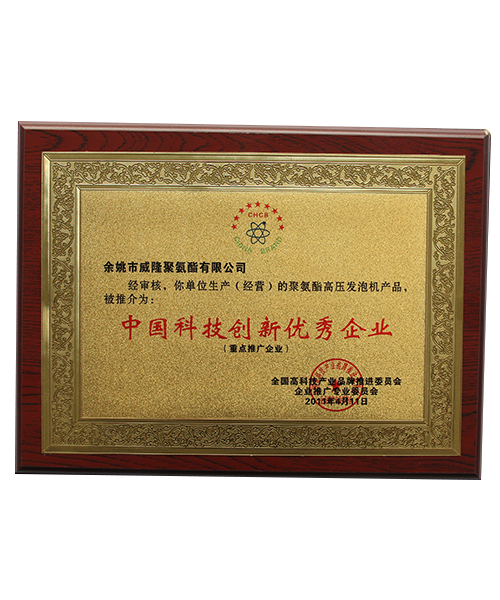 CHCB
CHINA BRAND
余姚市威隆聚氨酯有限公司
经审核，你单位生产（经营）的聚氨酯高压发泡机产品，
被推介为：
中国科技创新优秀企业
（重点推广企业）
全国高科技产业品牌推进委员会
企业推广专业委员会
2011年4月11日